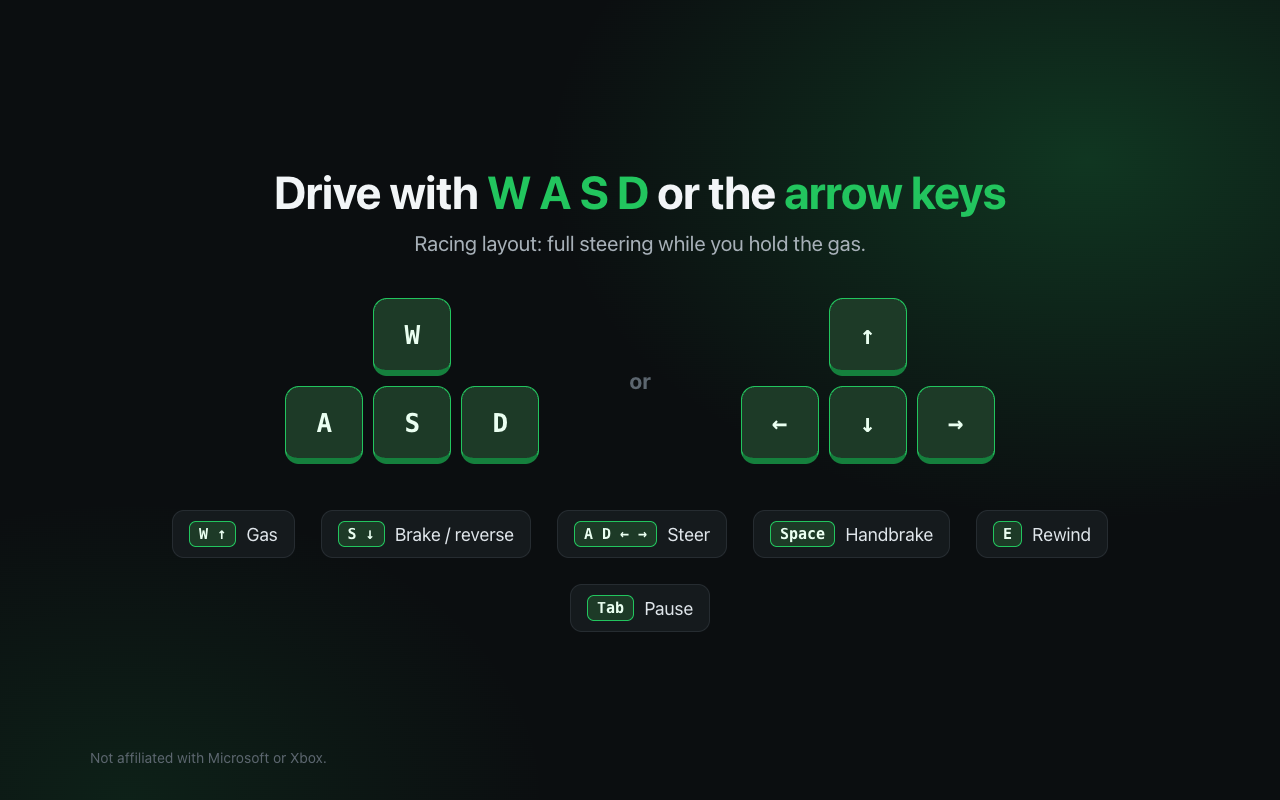 Drive with W A S D or the arrow keys
Racing layout: full steering while you hold the gas.
W
A S D
or
↑
← ↓ →
W ↑ Gas
S ↓ Brake / reverse
A D ← → Steer
Space Handbrake
E Rewind
Tab Pause
Not affiliated with Microsoft or Xbox.